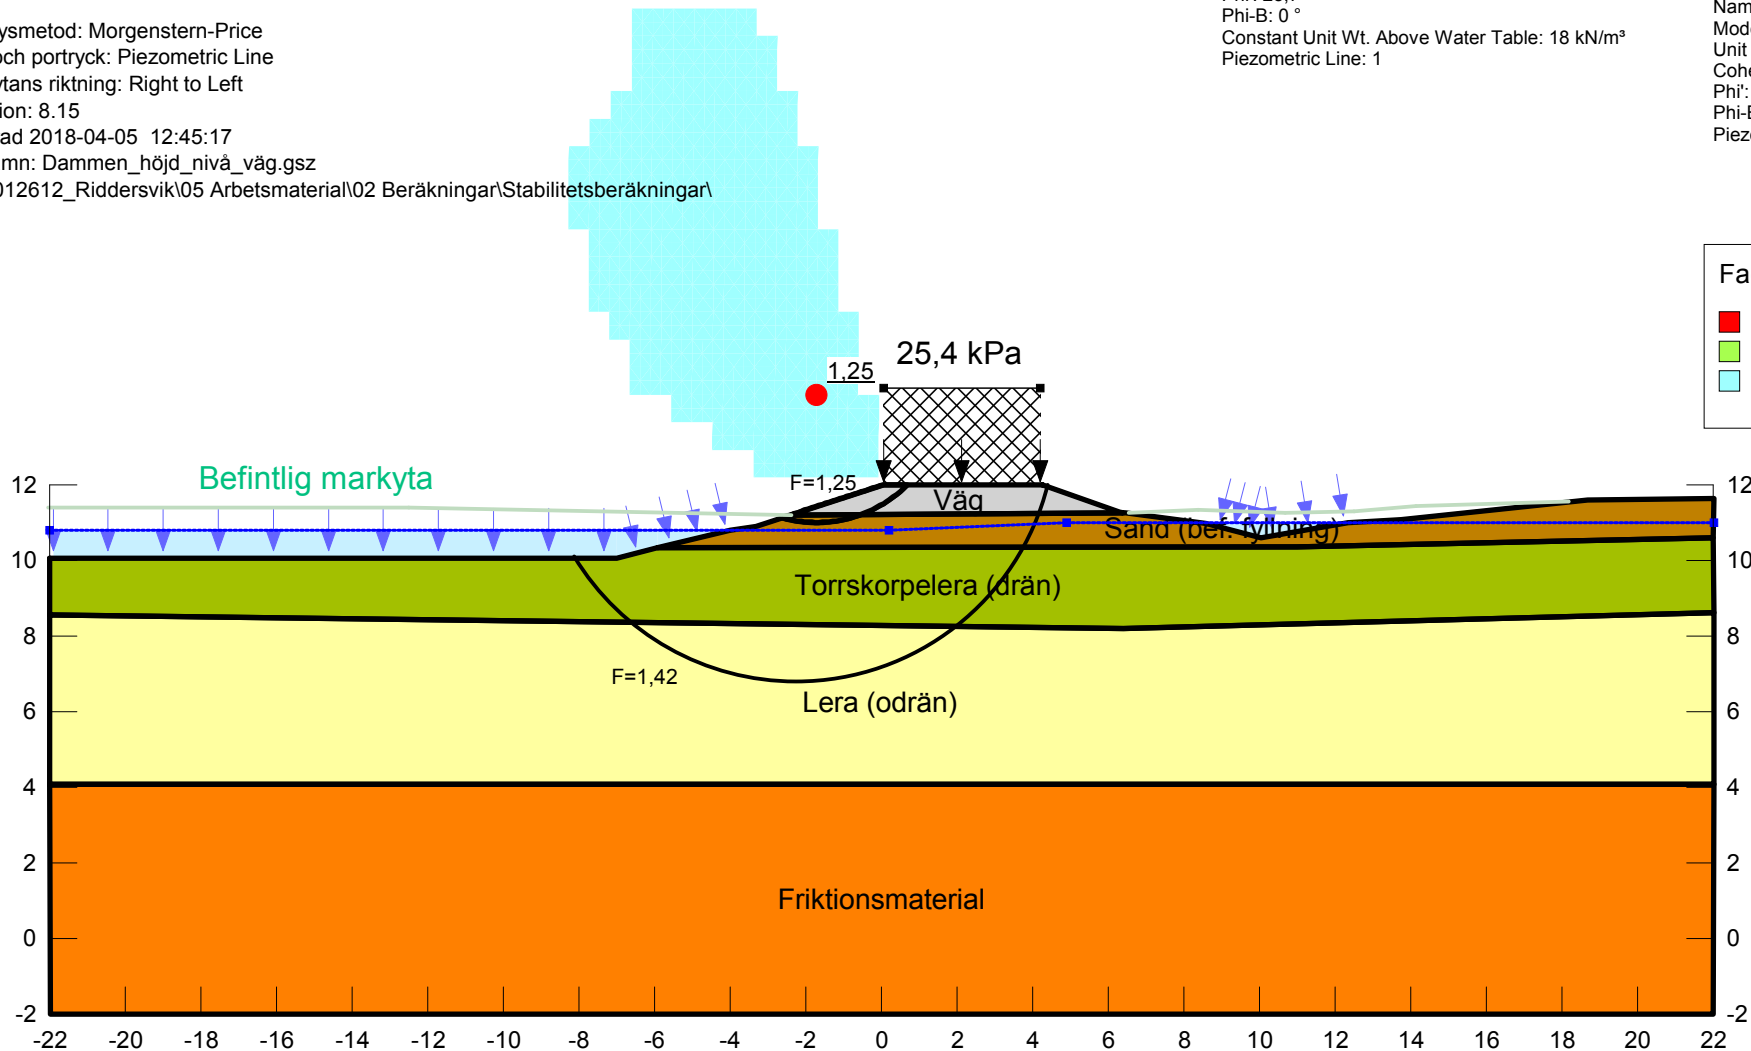 ysmetod: Morgenstern-Price
och portryck: Piezometric Line
ytans riktning: Right to Left
ion: 8.15
ad 2018-04-05 12:45:17
mn: Dammen_höjd_nivå_väg.gsz
012612_Riddersvik\05 Arbetsmaterial\02 Beräkningar\Stabilitetsberäkningar\
Phi-B: 0 °
Constant Unit Wt. Above Water Table: 18 kN/m³
Piezometric Line: 1
Nam
Mod
Unit
Cohe
Phi':
Phi-B
Piez
Fa
25,4 kPa
1,25
Befintlig markyta
F=1,25
Väg
Sand (bef. fyllning)
Torrskorpelera (drän)
F=1,42
Lera (odrän)
Friktionsmaterial
12
10
8
6
4
2
0
-2
12
10
8
6
4
2
0
-2
-22 -20 -18 -16 -14 -12 -10 -8 -6 -4 -2 0 2 4 6 8 10 12 14 16 18 20 22